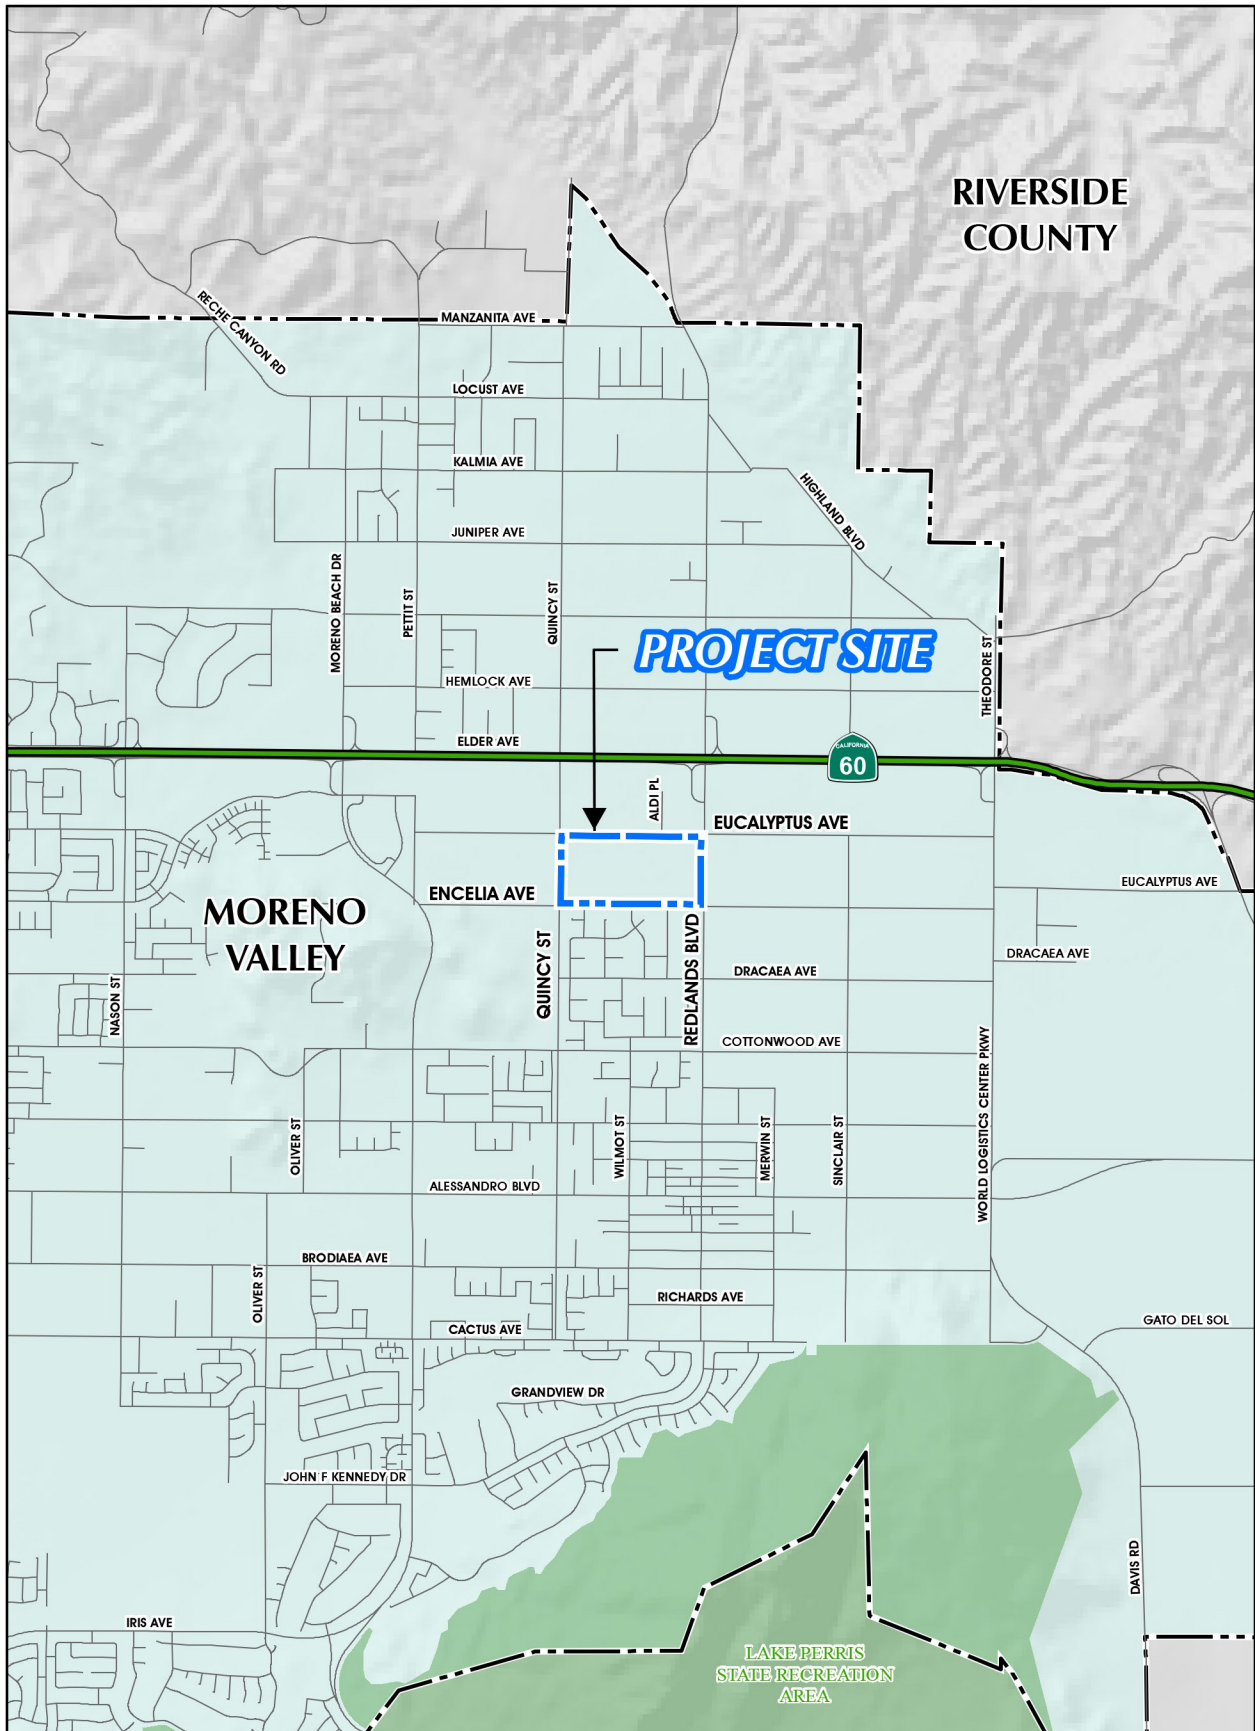 RIVERSIDE
COUNTY
RECHE CANYON RD
MANZANITA AVE
LOCUST AVE
KALMIA AVE
HIGHLAND BLVD
JUNIPER AVE
MORENO BEACH DR
PETTIT ST
QUINCY ST
PROJECT SITE
THEODORE ST
HEMLOCK AVE
ELDER AVE
CALIFORNIA
60
ALDI PL
EUCALYPTUS AVE
EUCALYPTUS AVE
ENCELIA AVE
MORENO
VALLEY
QUINCY ST
REDLANDS BLVD
DRACAEA AVE
DRACAEA AVE
NASON ST
COTTONWOOD AVE
WORLD LOGISTICS CENTER PKWY
OLIVER ST
WILMOT ST
MERWIN ST
SINCLAIR ST
ALESSANDRO BLVD
BRODIAEA AVE
OLIVER ST
RICHARDS AVE
CACTUS AVE
GATO DEL SOL
GRANDVIEW DR
JOHN F KENNEDY DR
DAVIS RD
IRIS AVE
LAKE PERRIS
STATE RECREATION
AREA